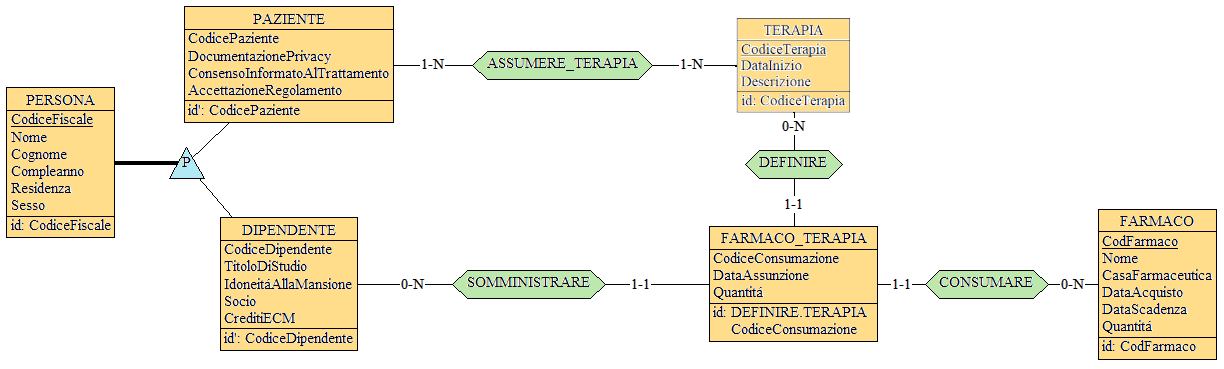 PAZIENTE
CodicePaziente
DocumentazionePrivacy
ConsensoInformatoAlTrattamento
AccettazioneRegolamento
id': CodicePaziente
1-N
ASSUMERE_TERAPIA
1-N
TERAPIA
CodiceTerapia
DataInizio
Descrizione
id: CodiceTerapia
PERSONA
CodiceFiscale
Nome
Cognome
Compleanno
Residenza
Sesso
id: CodiceFiscale
P
0-N
DEFINIRE
1-1
DIPENDENTE
CodiceDipendente
TitoloDiStudio
IdoneitáAllaMansione
Socio
CreditiECM
id': CodiceDipendente
0-N
SOMMINISTRARE
1-1
FARMACO_TERAPIA
CodiceConsumazione
DataAssunzione
Quantitá
id: DEFINIRE.TERAPIA
CodiceConsumazione
1-1
CONSUMARE
0-N
FARMACO
CodFarmaco
Nome
CasaFarmaceutica
DataAcquisto
DataScadenza
Quantitá
id: CodFarmaco